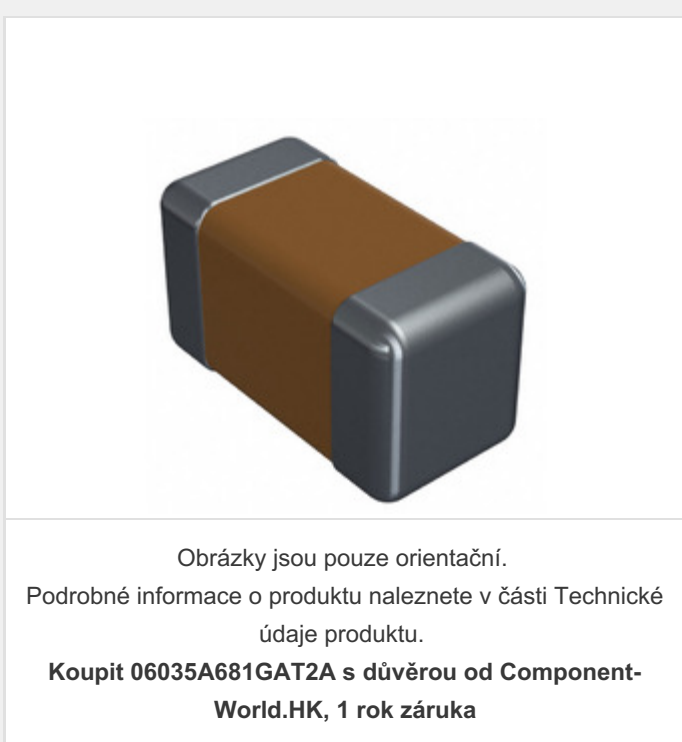 Obrázky jsou pouze orientační.
Podrobné informace o produktu naleznete v části Technické
údaje produktu.
Koupit 06035A681GAT2A s důvěrou od Component-
World.HK, 1 rok záruka